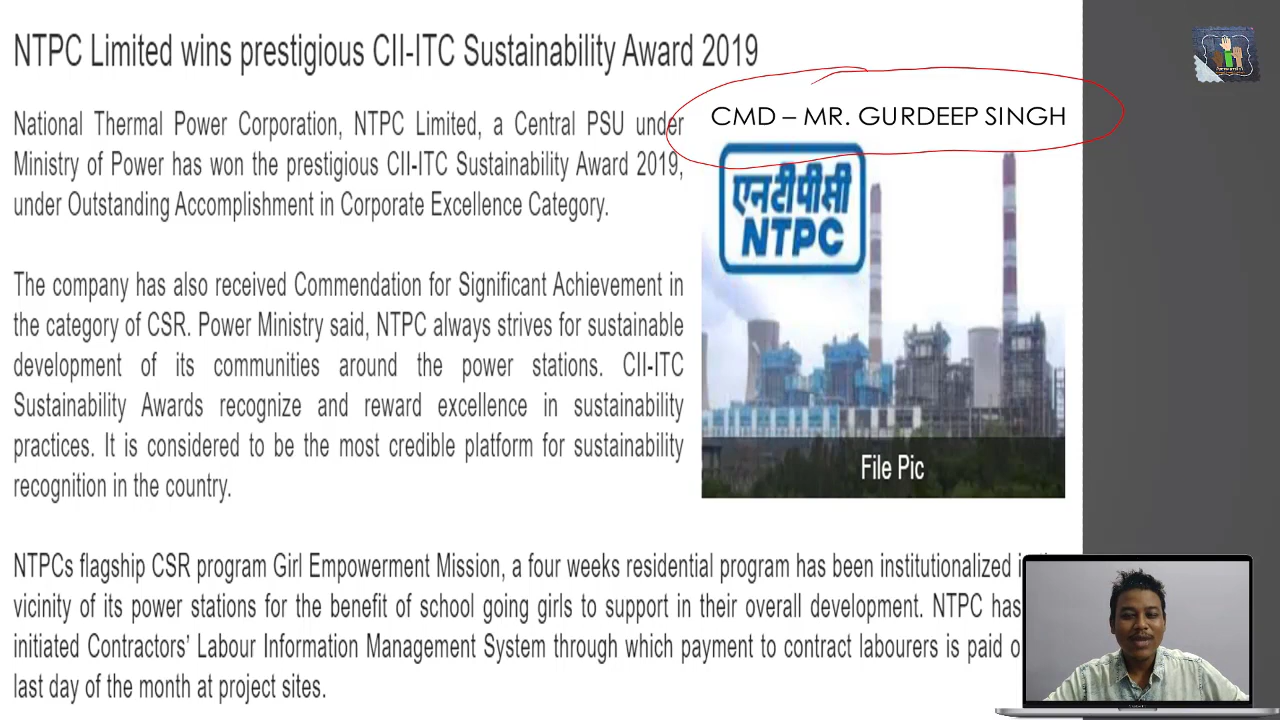 NTPC Limited wins prestigious CII-ITC Sustainability Award 2019
CMD – MR. GURDEEP SINGH
National Thermal Power Corporation, NTPC Limited, a Central PSU under
Ministry of Power has won the prestigious CII-ITC Sustainability Award 2019,
under Outstanding Accomplishment in Corporate Excellence Category.
एनटीपीसी
NTPC
The company has also received Commendation for Significant Achievement in
the category of CSR. Power Ministry said, NTPC always strives for sustainable
development of its communities around the power stations. CII-ITC
Sustainability Awards recognize and reward excellence in sustainability
practices. It is considered to be the most credible platform for sustainability
recognition in the country.
File Pic
NTPCs flagship CSR program Girl Empowerment Mission, a four weeks residential program has been institutionalized
vicinity of its power stations for the benefit of school going girls to support in their overall development. NTPC has
initiated Contractors’ Labour Information Management System through which payment to contract labourers is paid
last day of the month at project sites.